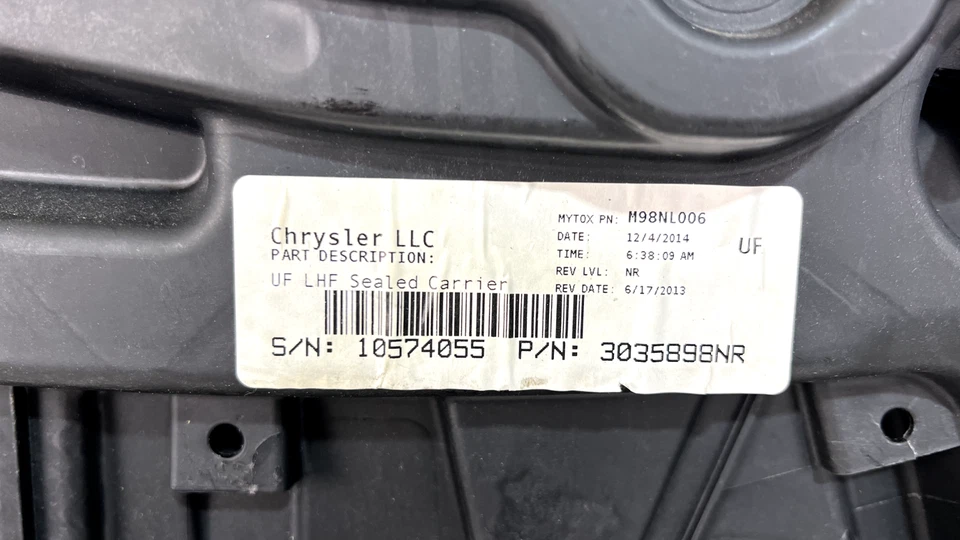 Chrysler LLC
PART DESCRIPTION:
UF LHF Sealed Carrier
MYTOX PN: M98NL006
DATE: 12/4/2014
TIME: 6:38:09 AM
REV LVL: NR
REV DATE: 6/17/2013
UF
S/N: 10574055 P/N: 3035898NR